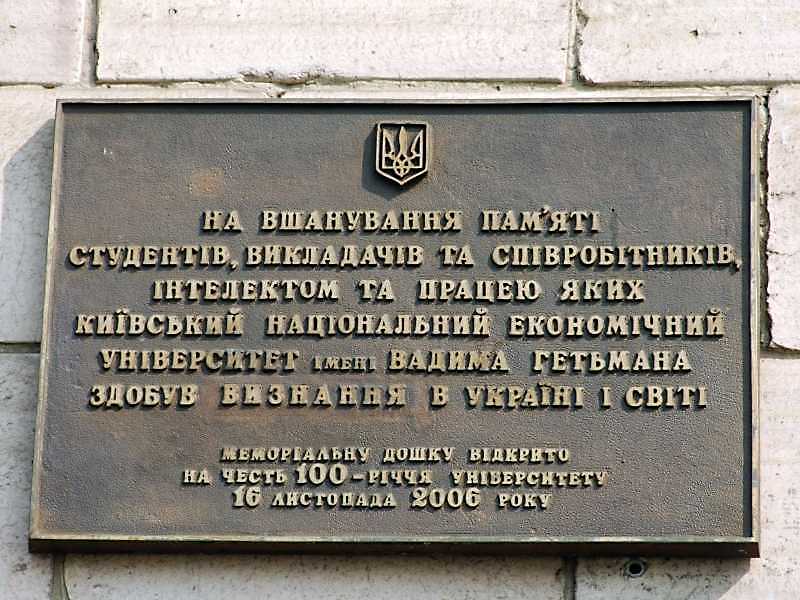 НА ВШАНУВАННЯ ПАМ'ЯТІ
СТУДЕНТІВ, ВИКЛАДАЧІВ ТА СПІВРОБІТНИКІВ,
ІНТЕЛЕКТОМ ТА ПРАЦЕЮ ЯКИХ
КИЇВСЬКИЙ НАЦІОНАЛЬНИЙ ЕКОНОМІЧНИЙ
УНІВЕРСИТЕТ ІМЕНІ ВАДИМА ГЕТЬМАНА
ЗДОБУВ ВИЗНАННЯ В УКРАЇНІ І СВІТІ
МЕМОРІАЛЬНУ ДОШКУ ВІДКРИТО
НА ЧЕСТЬ 100-РІЧЧЯ УНІВЕРСИТЕТУ
16 ЛИСТОПАДА 2006 РОКУ